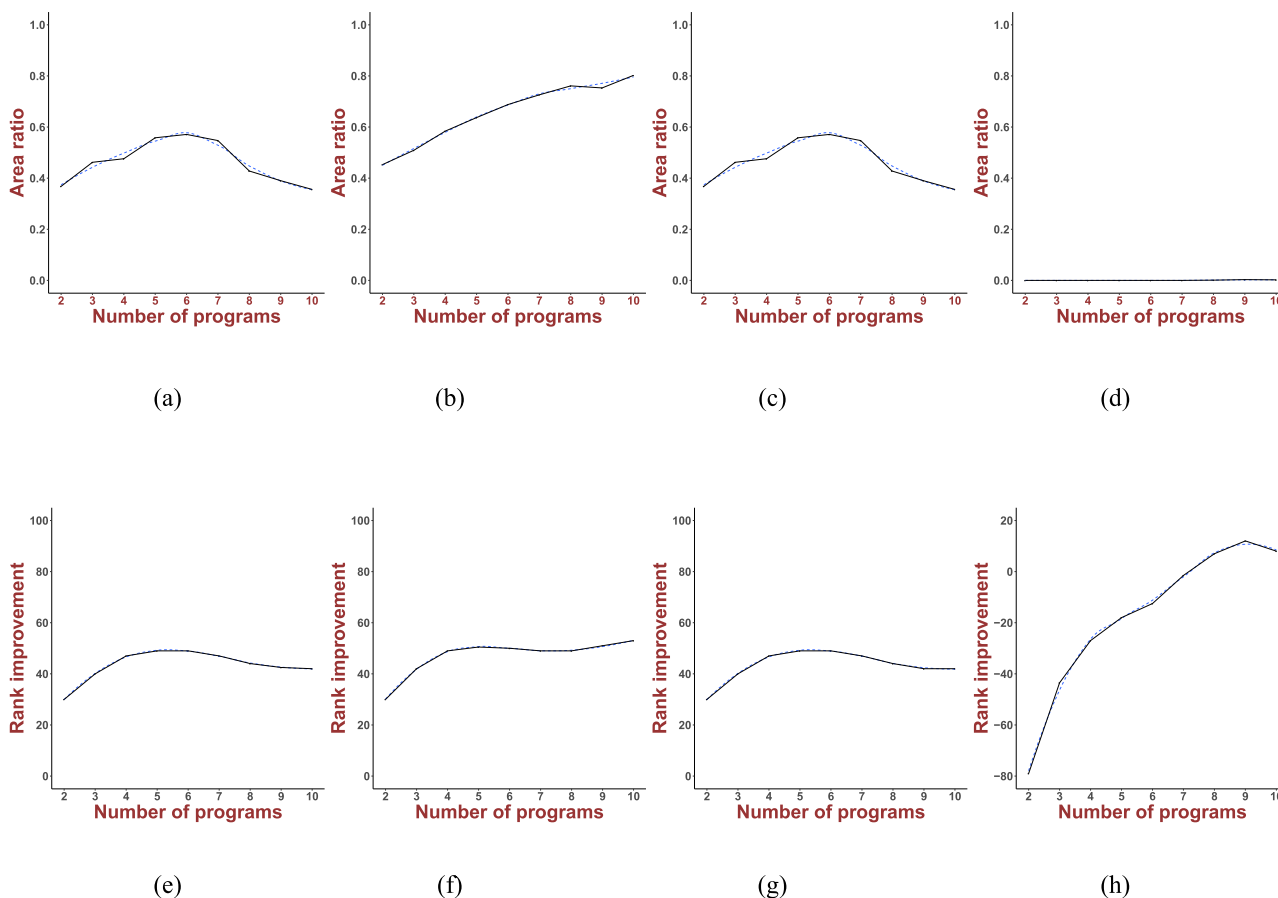 Area ratio
1.0
0.8
0.6
0.4
0.2
0.0
2 3 4 5 6 7 8 9 10
Number of programs
(a)
Area ratio
1.0
0.8
0.6
0.4
0.2
0.0
2 3 4 5 6 7 8 9 10
Number of programs
(b)
Area ratio
1.0
0.8
0.6
0.4
0.2
0.0
2 3 4 5 6 7 8 9 10
Number of programs
(c)
Area ratio
1.0
0.8
0.6
0.4
0.2
0.0
2 3 4 5 6 7 8 9 10
Number of programs
(d)
Rank improvement
100
80
60
40
20
0
2 3 4 5 6 7 8 9 10
Number of programs
(e)
Rank improvement
100
80
60
40
20
0
2 3 4 5 6 7 8 9 10
Number of programs
(f)
Rank improvement
100
80
60
40
20
0
2 3 4 5 6 7 8 9 10
Number of programs
(g)
Rank improvement
20
0
−20
−40
−60
−80
2 3 4 5 6 7 8 9 10
Number of programs
(h)